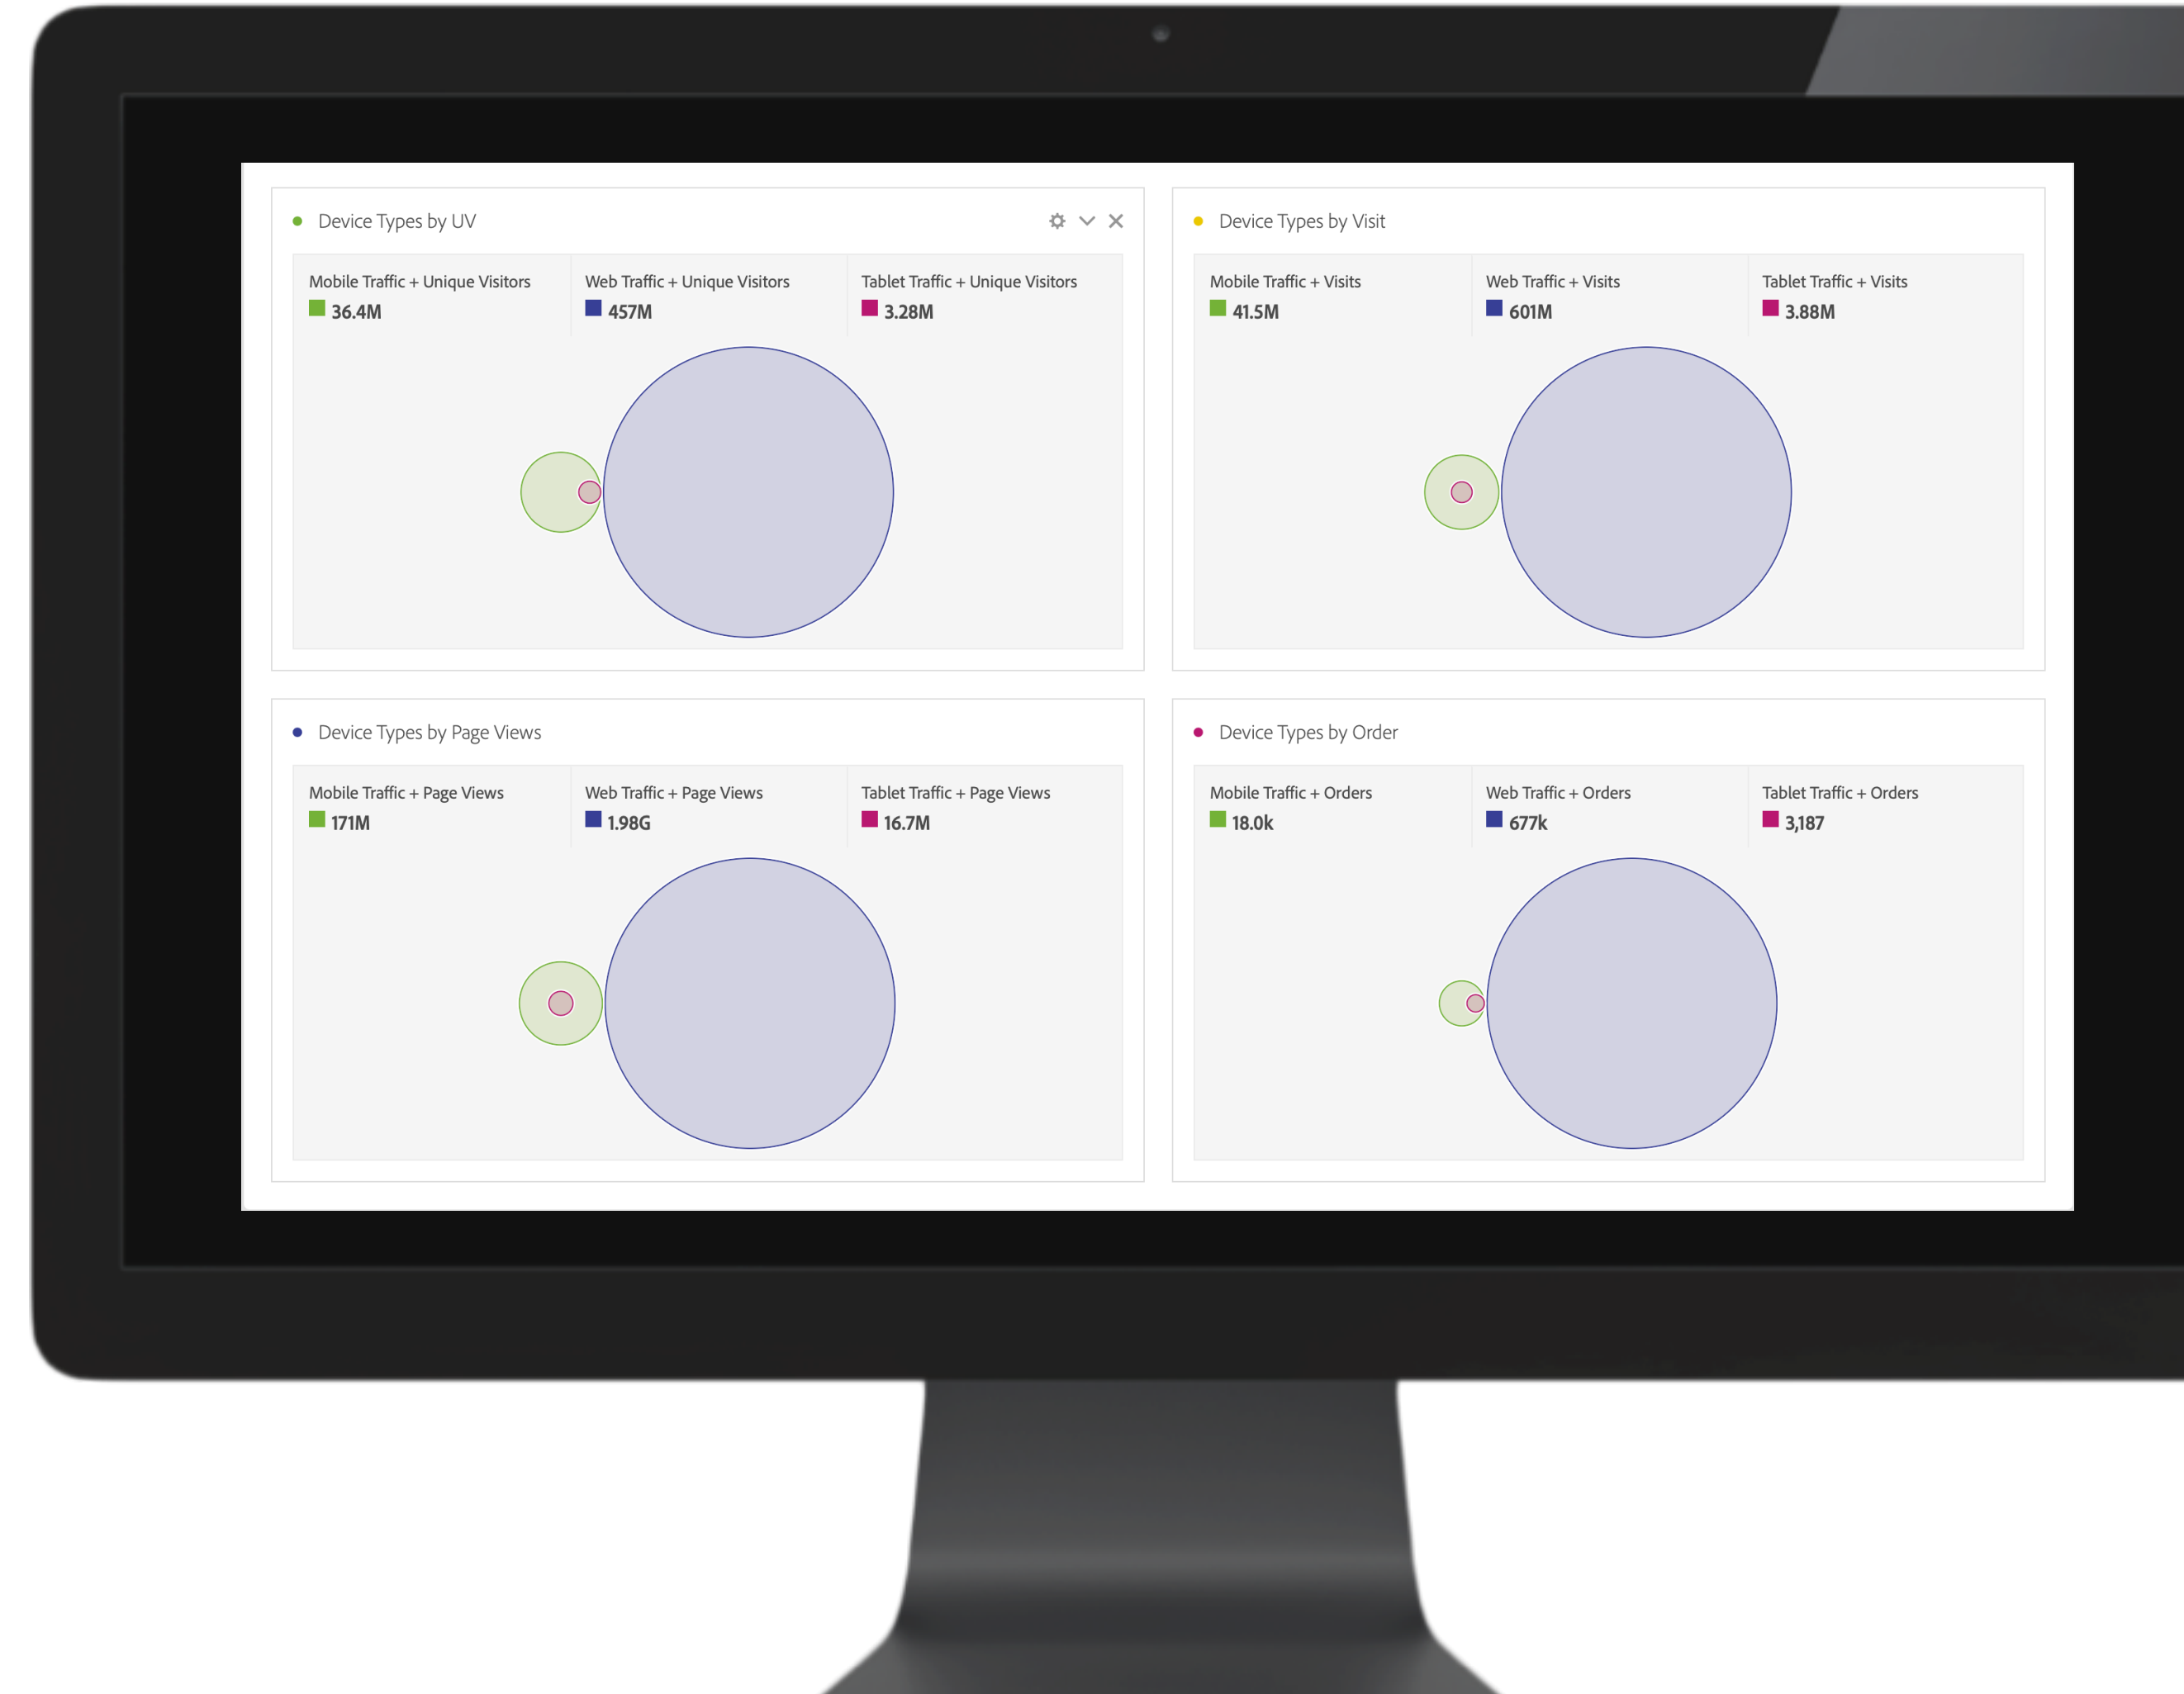 Device Types by UV
Mobile Traffic + Unique Visitors
36.4M
Web Traffic + Unique Visitors
457M
Tablet Traffic + Unique Visitors
3.28M
Device Types by Visit
Mobile Traffic + Visits
41.5M
Web Traffic + Visits
601M
Tablet Traffic + Visits
3.88M
Device Types by Page Views
Mobile Traffic + Page Views
171M
Web Traffic + Page Views
1.98G
Tablet Traffic + Page Views
16.7M
Device Types by Order
Mobile Traffic + Orders
18.0k
Web Traffic + Orders
677k
Tablet Traffic + Orders
3,187